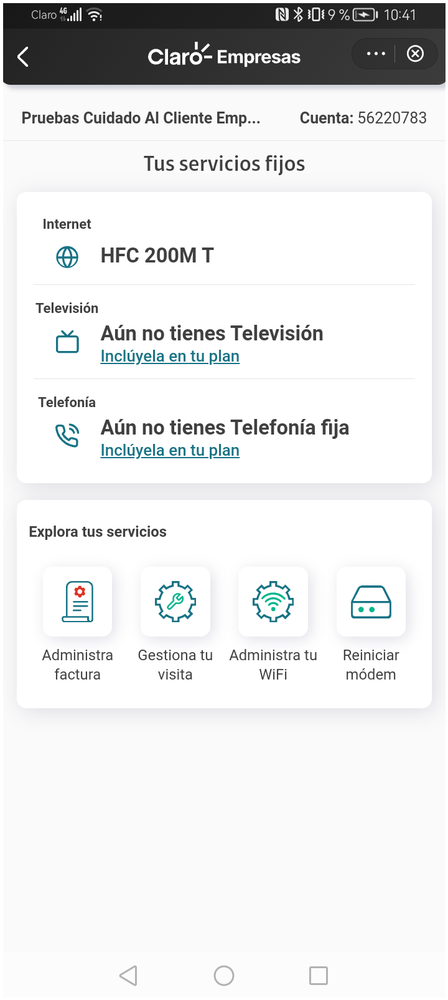 Claro 4G 9 % 10:41
Claro Empresas
Pruebas Cuidado Al Cliente Emp... Cuenta: 56220783
Tus servicios fijos
Internet
HFC 200M T
Televisión
Aún no tienes Televisión
Inclúyela en tu plan
Telefonía
Aún no tienes Telefonía fija
Inclúyela en tu plan
Explora tus servicios
Administra factura
Gestiona tu visita
Administra tu WiFi
Reiniciar módem